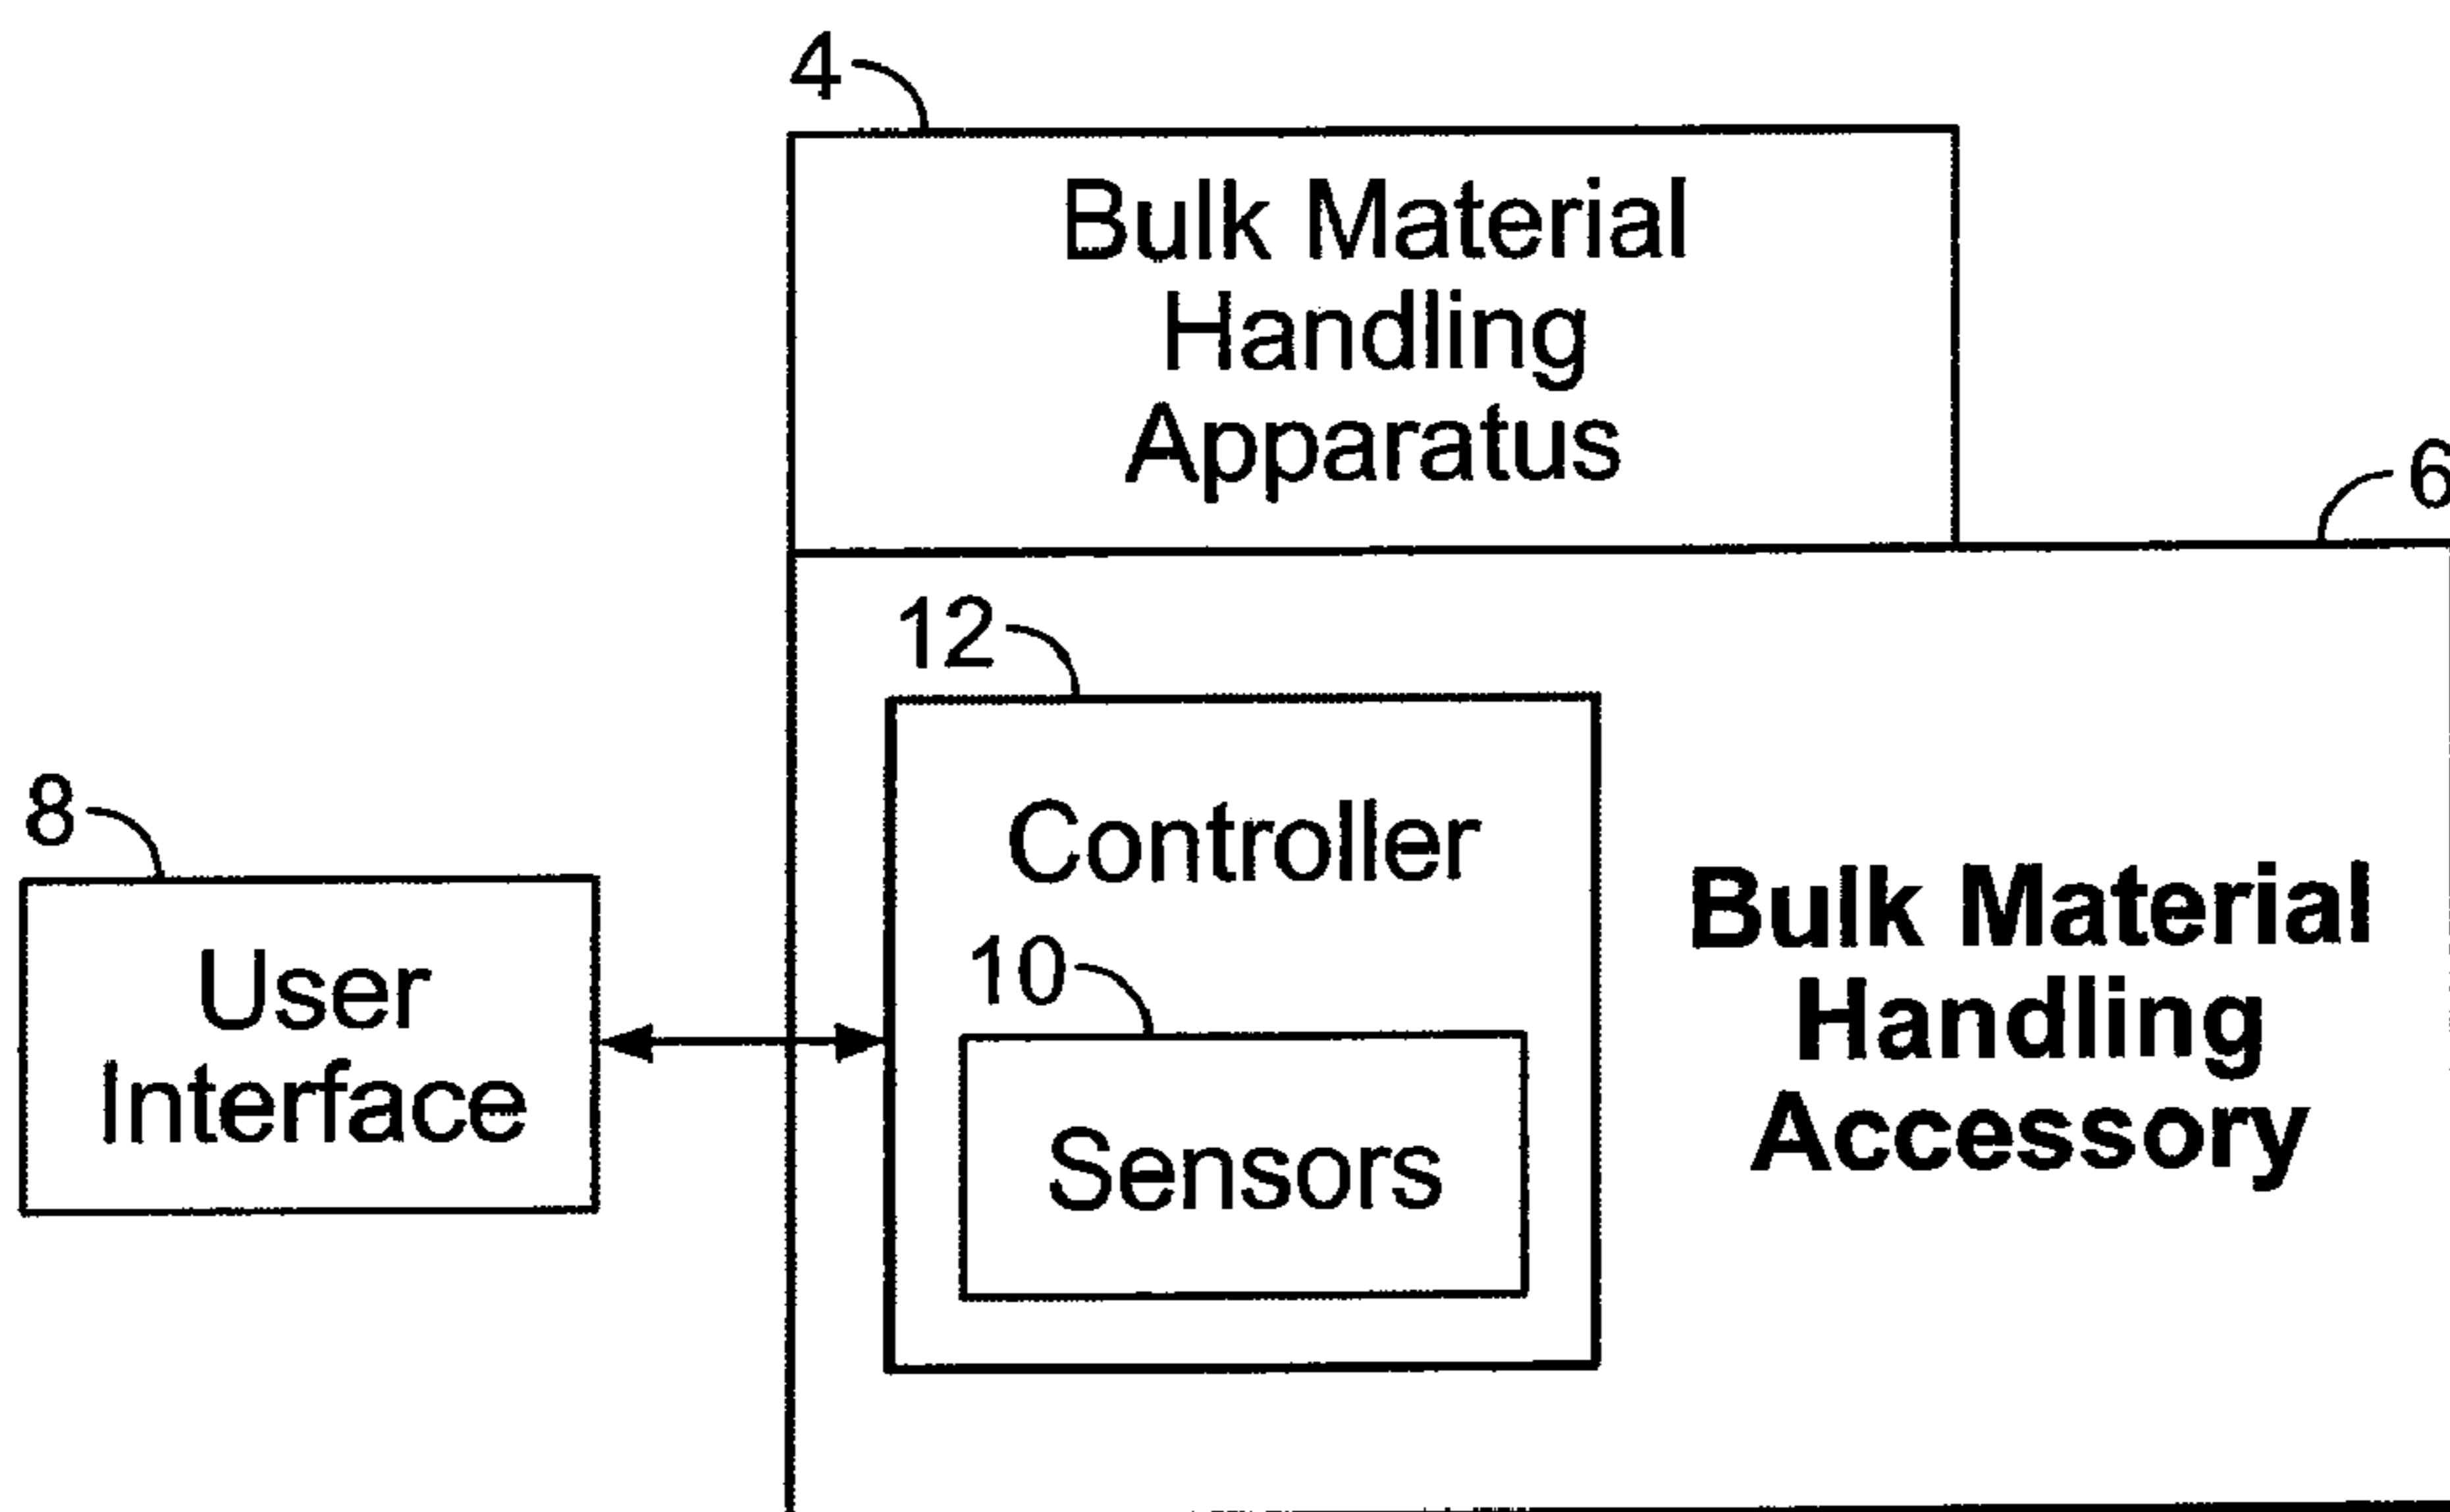 4
Bulk Material
Handling
Apparatus
6
12
Controller
8
10
User
Interface
Sensors
Bulk Material
Handling
Accessory